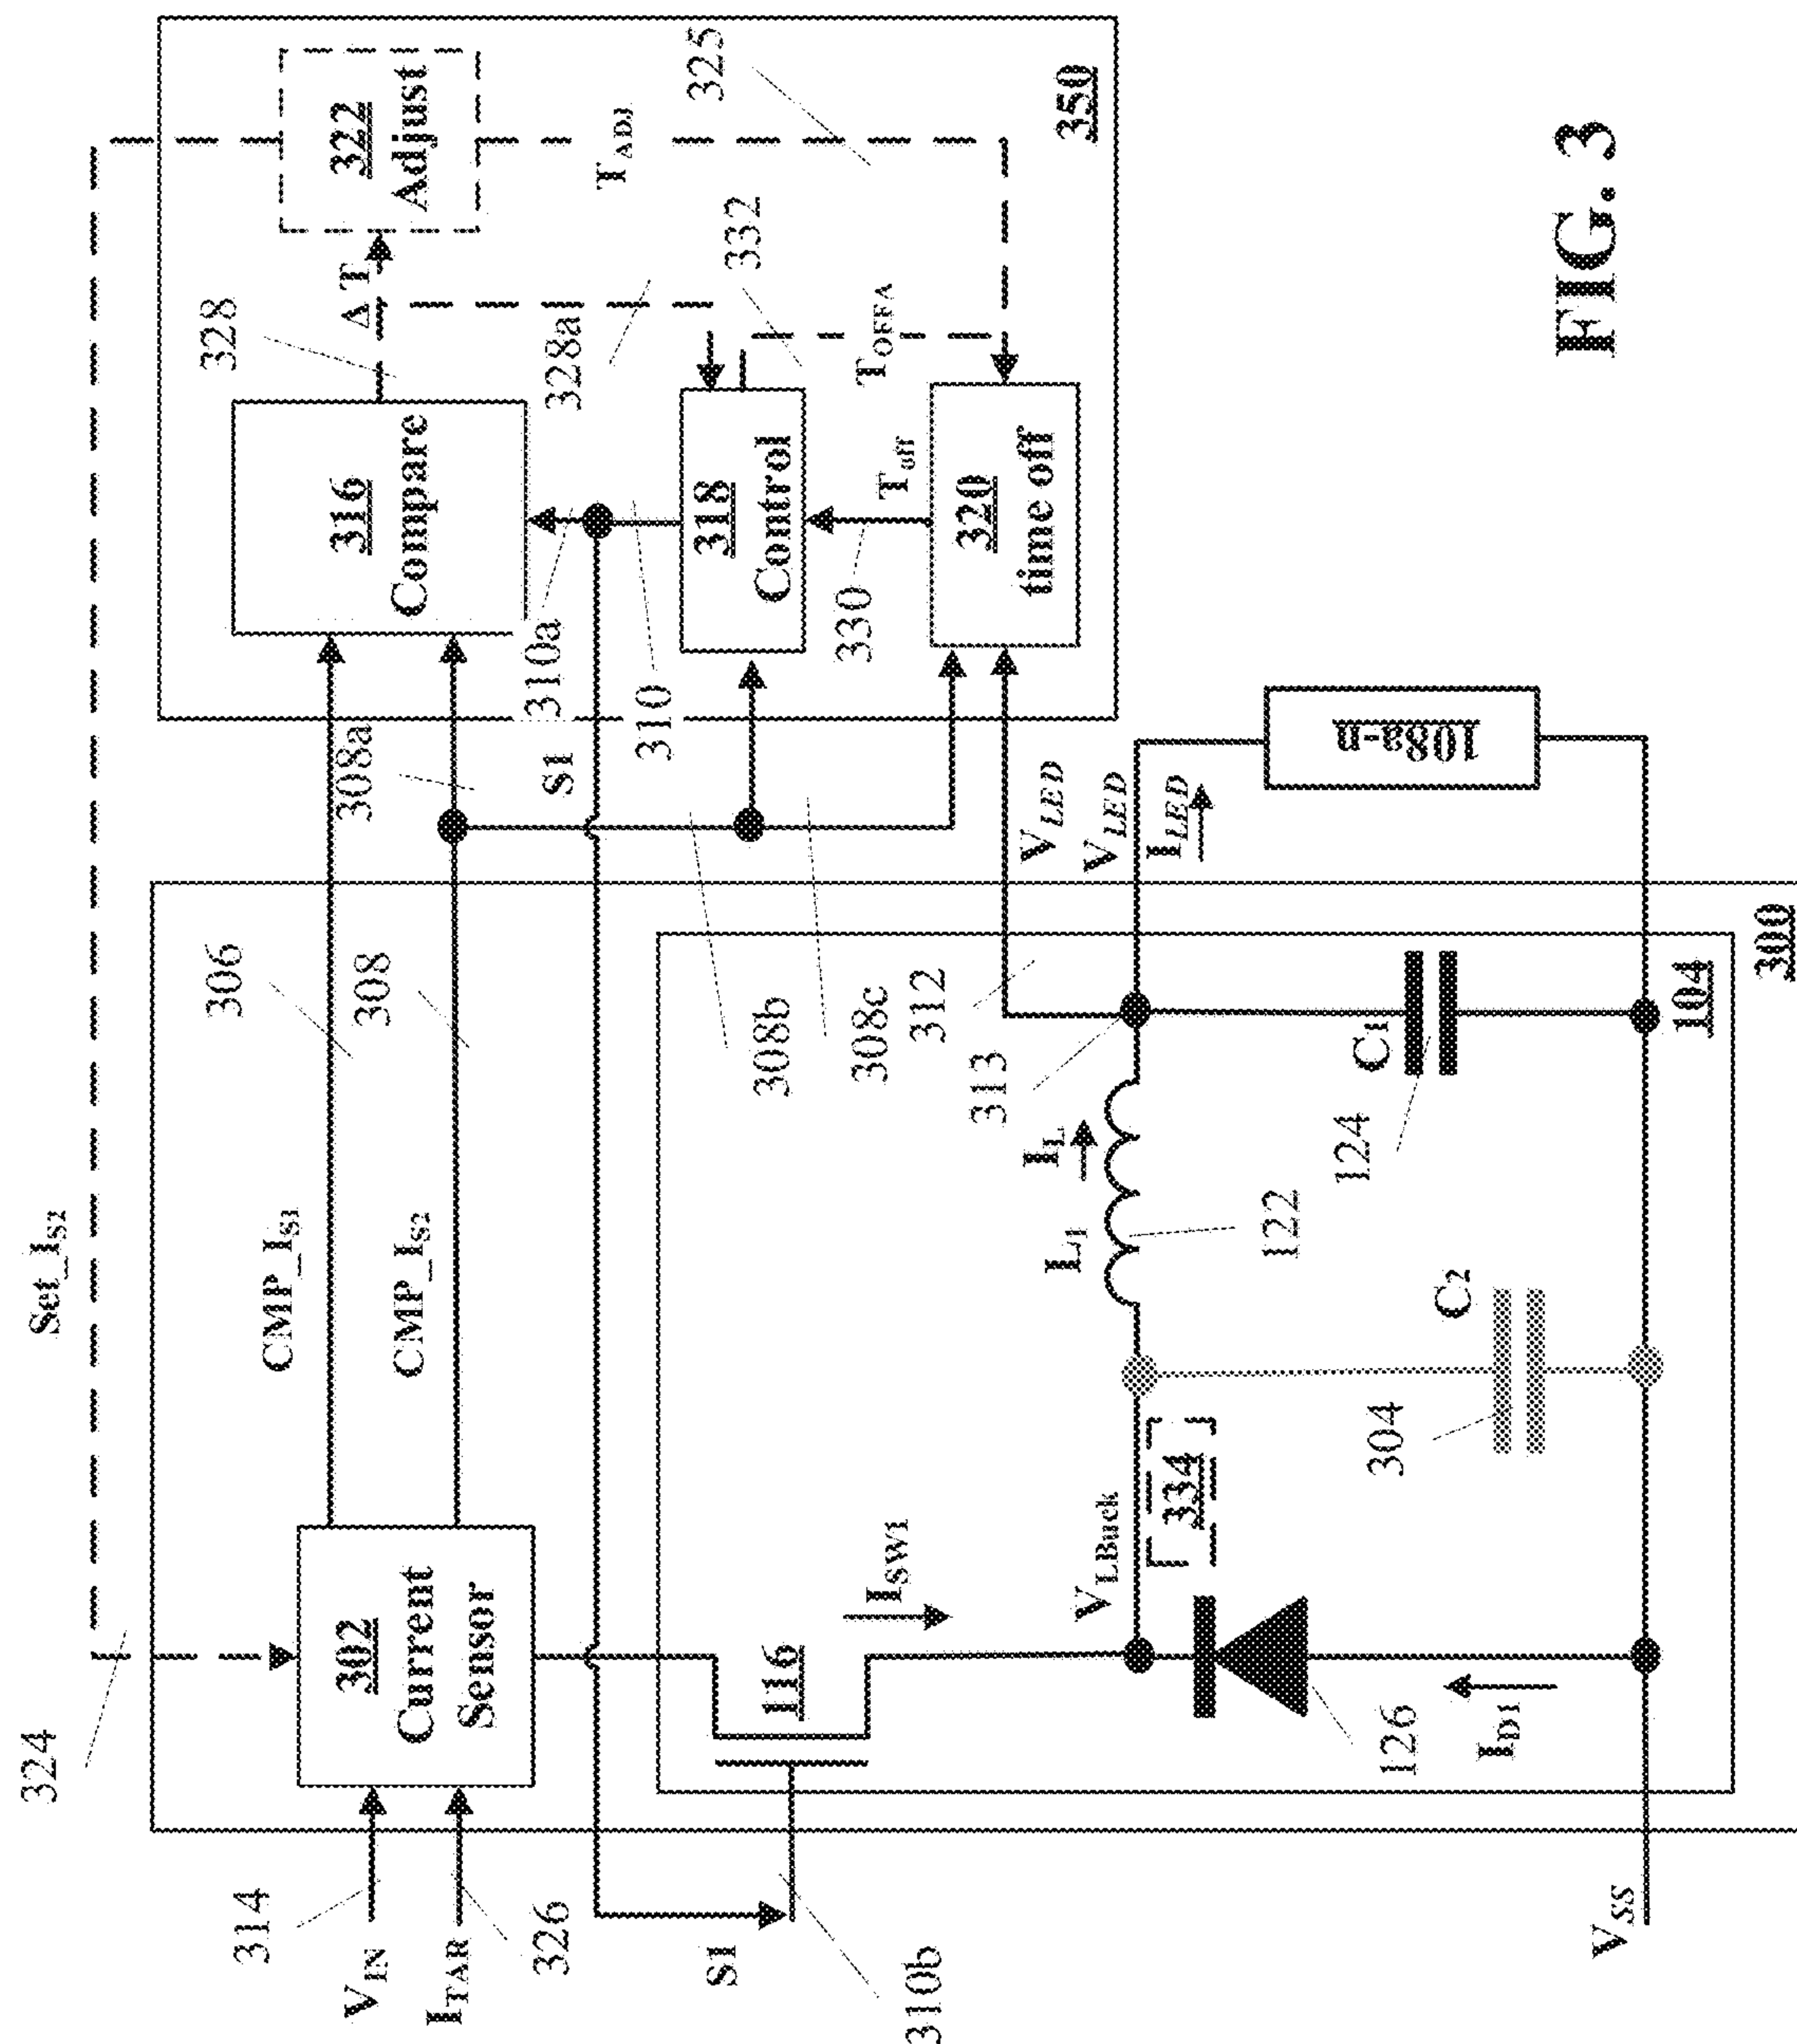 Set_I_S2
324
314
V_IN
I_TAR
326
302
Current
Sensor
CMP_I_S1
306
CMP_I_S2
308
308a
328
316
Compare
ΔT
322
Adjust
T_ADJ
325
S1
310a
310
328a
332
318
Control
T_OFFA
330
T_off
320
time off
350
S1
310b
116
I_SW1
V_LBuck
334
308b
308c
312
313
V_LED
V_LED
I_LED
108a-n
L_1
I_L
122
C_1
124
C_2
304
126
I_D1
V_SS
104
300
FIG. 3